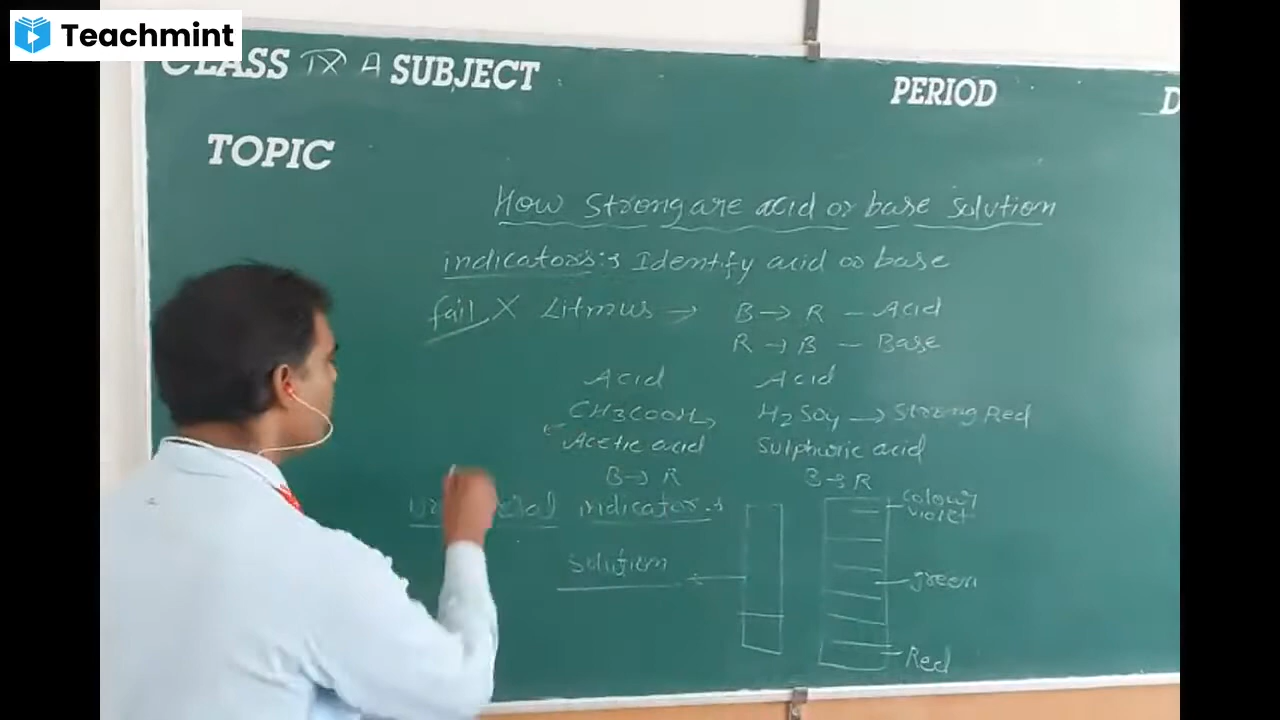 Teachmint
CLASS IX A SUBJECT
PERIOD
D
TOPIC
How Strong are acid or base Solution
indicators:s Identify acid or base
fail X Litmus → B → R - Acid
R → B - Base
Acid Acid
CH3COOH H2SO4 → Strong Red
Acetic acid Sulphuric acid
B → R B → R
indicator.s
colour
violet
solution
green
Red